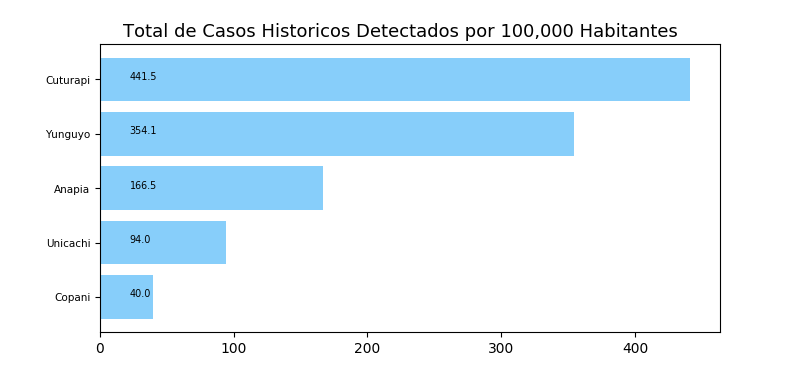 Total de Casos Historicos Detectados por 100,000 Habitantes
Cuturapi 441.5
Yunguyo 354.1
Anapia 166.5
Unicachi 94.0
Copani 40.0
0 100 200 300 400